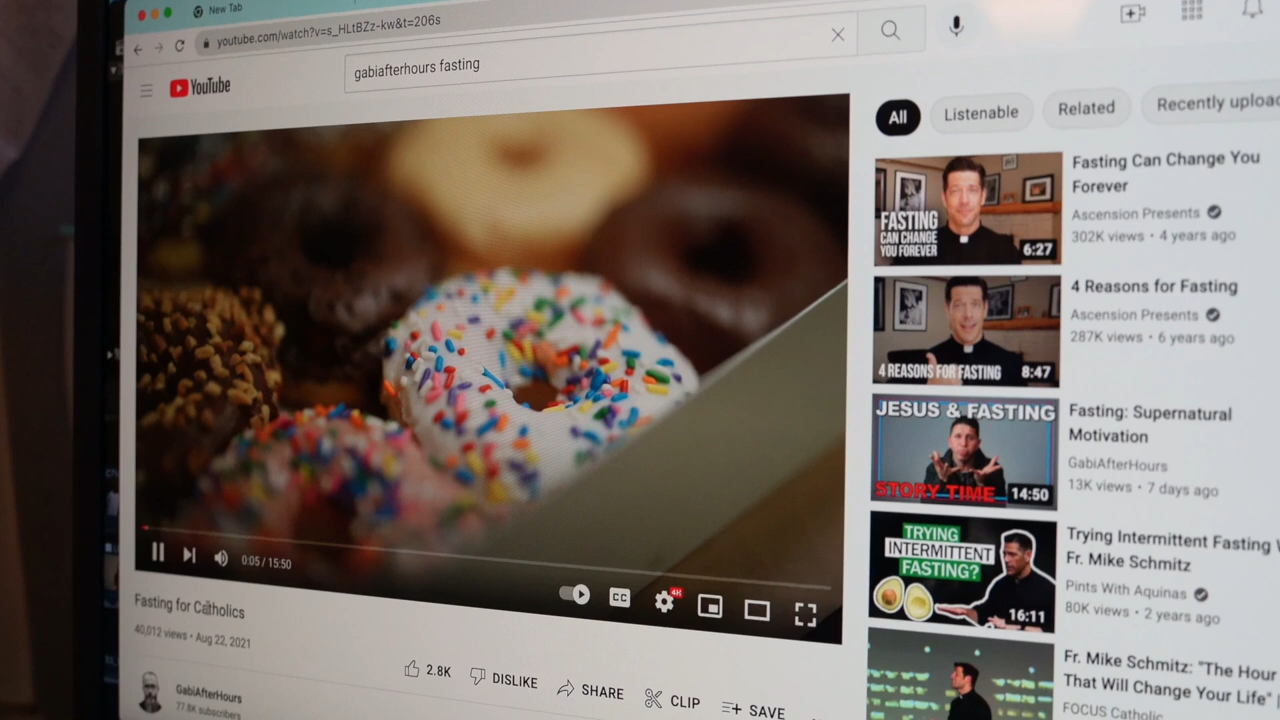 New Tab
youtube.com/watch?v=s_HLtBZz-kw&t=206s
YouTube
gabiafterhours fasting
All
Listenable
Related
Recently uploa
FASTING
CAN CHANGE
YOU FOREVER
6:27
Fasting Can Change You
Forever
Ascension Presents
302K views • 4 years ago
4 REASONS FOR FASTING
8:47
4 Reasons for Fasting
Ascension Presents
287K views • 6 years ago
JESUS & FASTING
STORY TIME
14:50
Fasting: Supernatural
Motivation
GabiAfterHours
13K views • 7 days ago
TRYING
INTERMITTENT
FASTING?
16:11
Trying Intermittent Fasting
Fr. Mike Schmitz
Pints With Aquinas
80K views • 2 years ago
Fr. Mike Schmitz: "The Hour
That Will Change Your Life"
FOCUS Catholic
0:05 / 15:50
CC
4K
Fasting for Catholics
40,012 views • Aug 22, 2021
2.8K
DISLIKE
SHARE
CLIP
SAVE
GabiAfterHours
77.8K subscribers